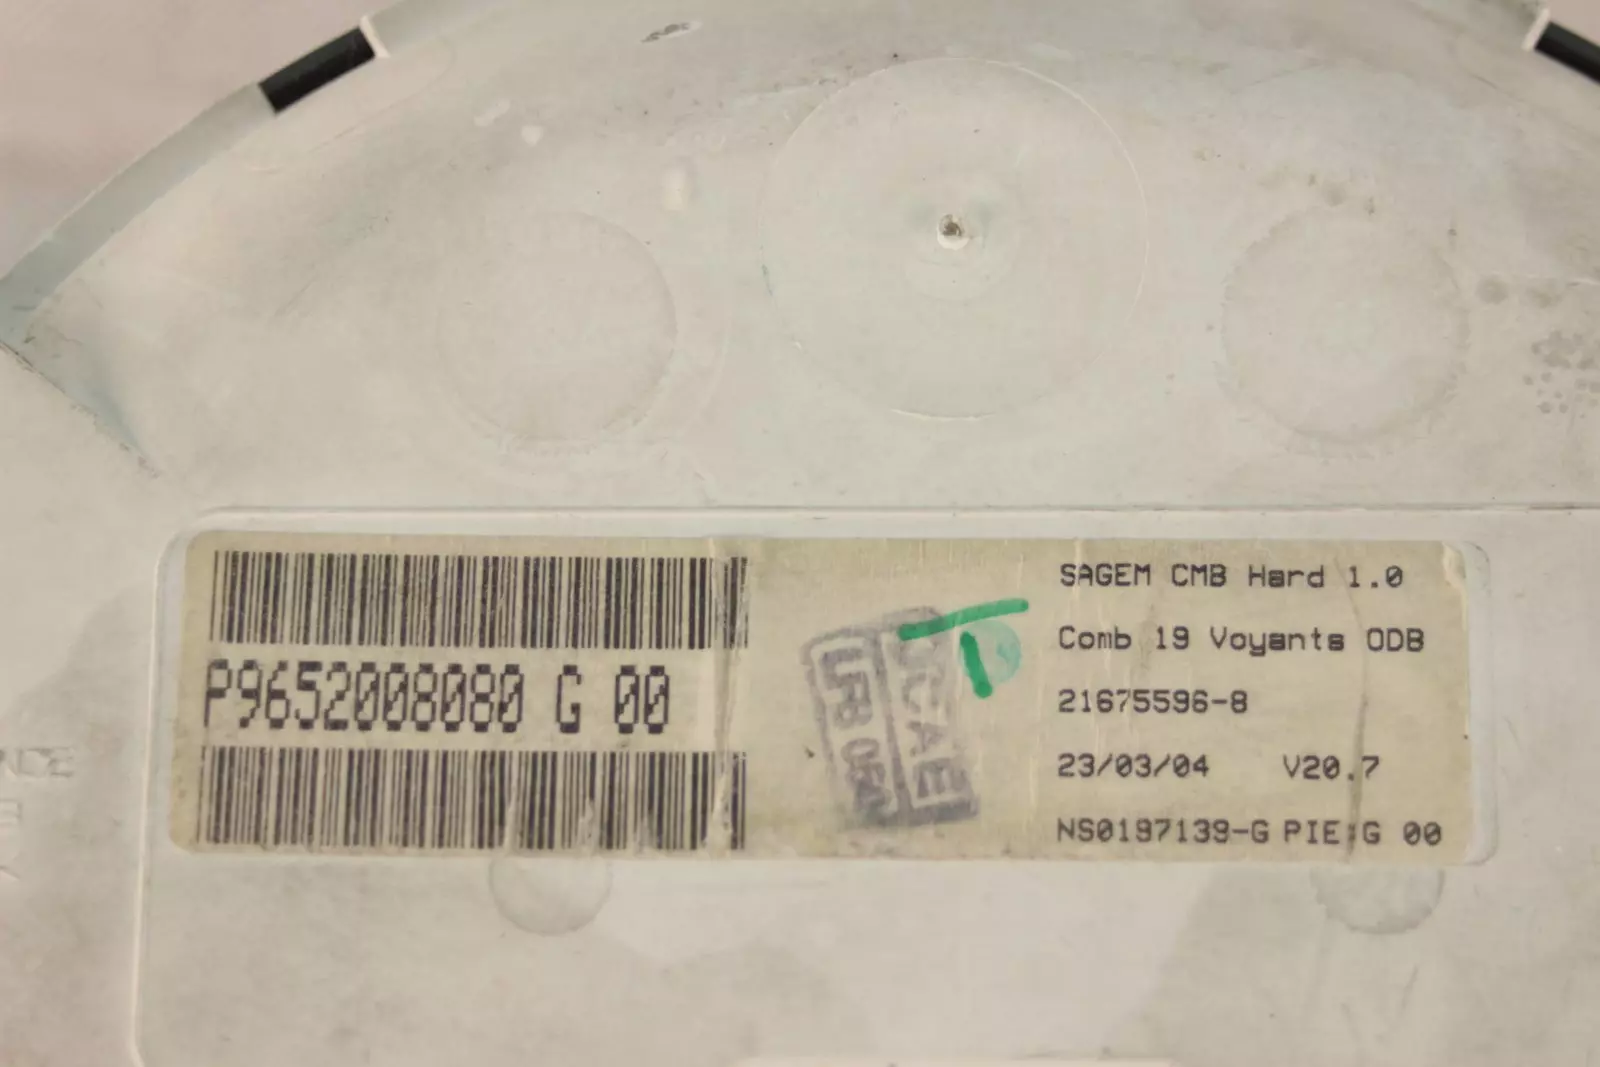 P9652008080 G 00
SAGEM CMB Hard 1.0
Comb 19 Voyants ODB
21675596-8
23/03/04 V20.7
NS0197139-G PIE:G 00